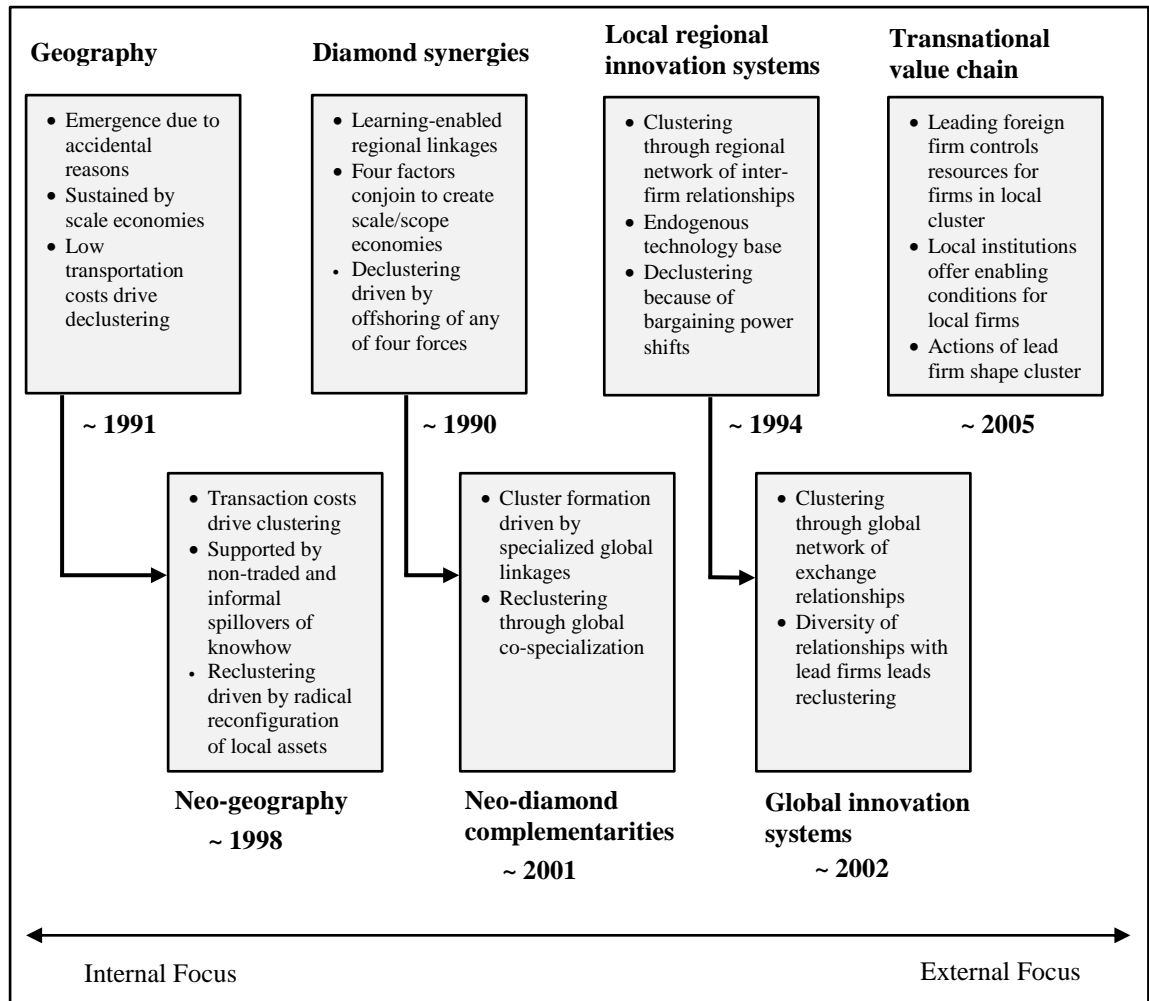 Geography
• Emergence due to
accidental
reasons
• Sustained by
scale economies
• Low
transportation
costs drive
declustering
~ 1991
Diamond synergies
• Learning-enabled
regional linkages
• Four factors
conjoin to create
scale/scope
economies
• Declustering
driven by
offshoring of any
of four forces
~ 1990
Local regional
innovation systems
• Clustering
through regional
network of inter-
firm relationships
• Endogenous
technology base
• Declustering
because of
bargaining power
shifts
~ 1994
Transnational
value chain
• Leading foreign
firm controls
resources for
firms in local
cluster
• Local institutions
offer enabling
conditions for
local firms
• Actions of lead
firm shape cluster
~ 2005
• Transaction costs
drive clustering
• Supported by
non-traded and
informal
spillovers of
knowhow
• Reclustering
driven by radical
reconfiguration
of local assets
Neo-geography
~ 1998
• Cluster formation
driven by
specialized global
linkages
• Reclustering
through global
co-specialization
Neo-diamond
complementarities
~ 2001
• Clustering
through global
network of
exchange
relationships
• Diversity of
relationships with
lead firms leads
reclustering
Global innovation
systems
~ 2002
Internal Focus
External Focus